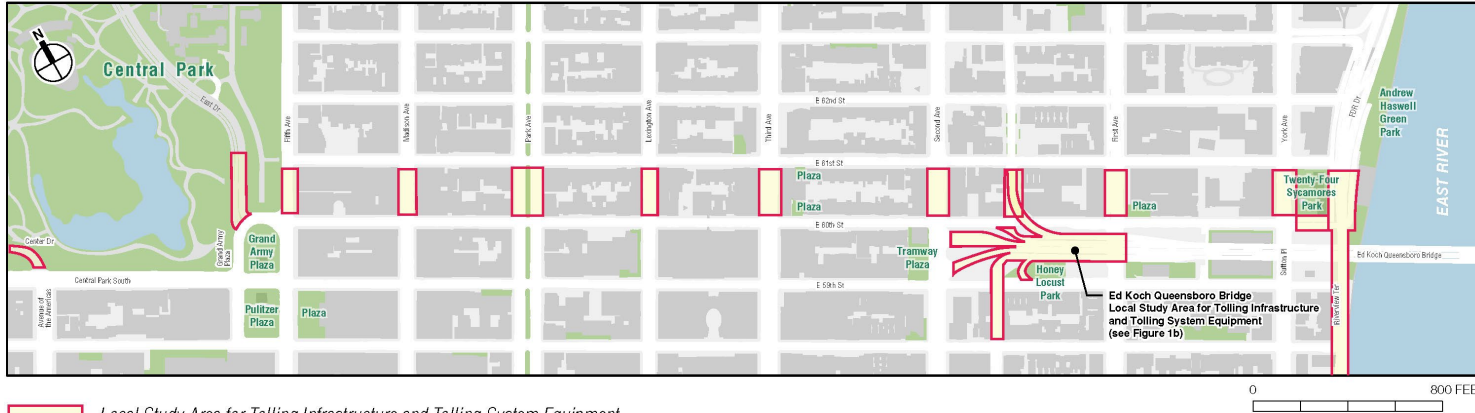 N
Central Park
East Dr
Center Dr
Grand Army
Plaza
Grand
Army
Plaza
Central Park South
Avenue of
the Americas
Pulitzer
Plaza
Plaza
Fifth Ave
Madison Ave
Park Ave
Lexington Ave
Third Ave
Second Ave
First Ave
York Ave
FDR Dr
E 62nd St
E 61st St
E 60th St
E 59th St
Plaza
Plaza
Tramway
Plaza
Honey
Locust
Park
Plaza
Twenty-Four
Sycamores
Park
Andrew
Haswell
Green
Park
EAST RIVER
Sutton Pl
Riverview Ter
Ed Koch Queensboro Bridge
Ed Koch Queensboro Bridge
Local Study Area for Tolling Infrastructure
and Tolling System Equipment
(see Figure 1b)
0 800 FEE
Local Study Area for Tolling Infrastructure and Tolling System Equipment